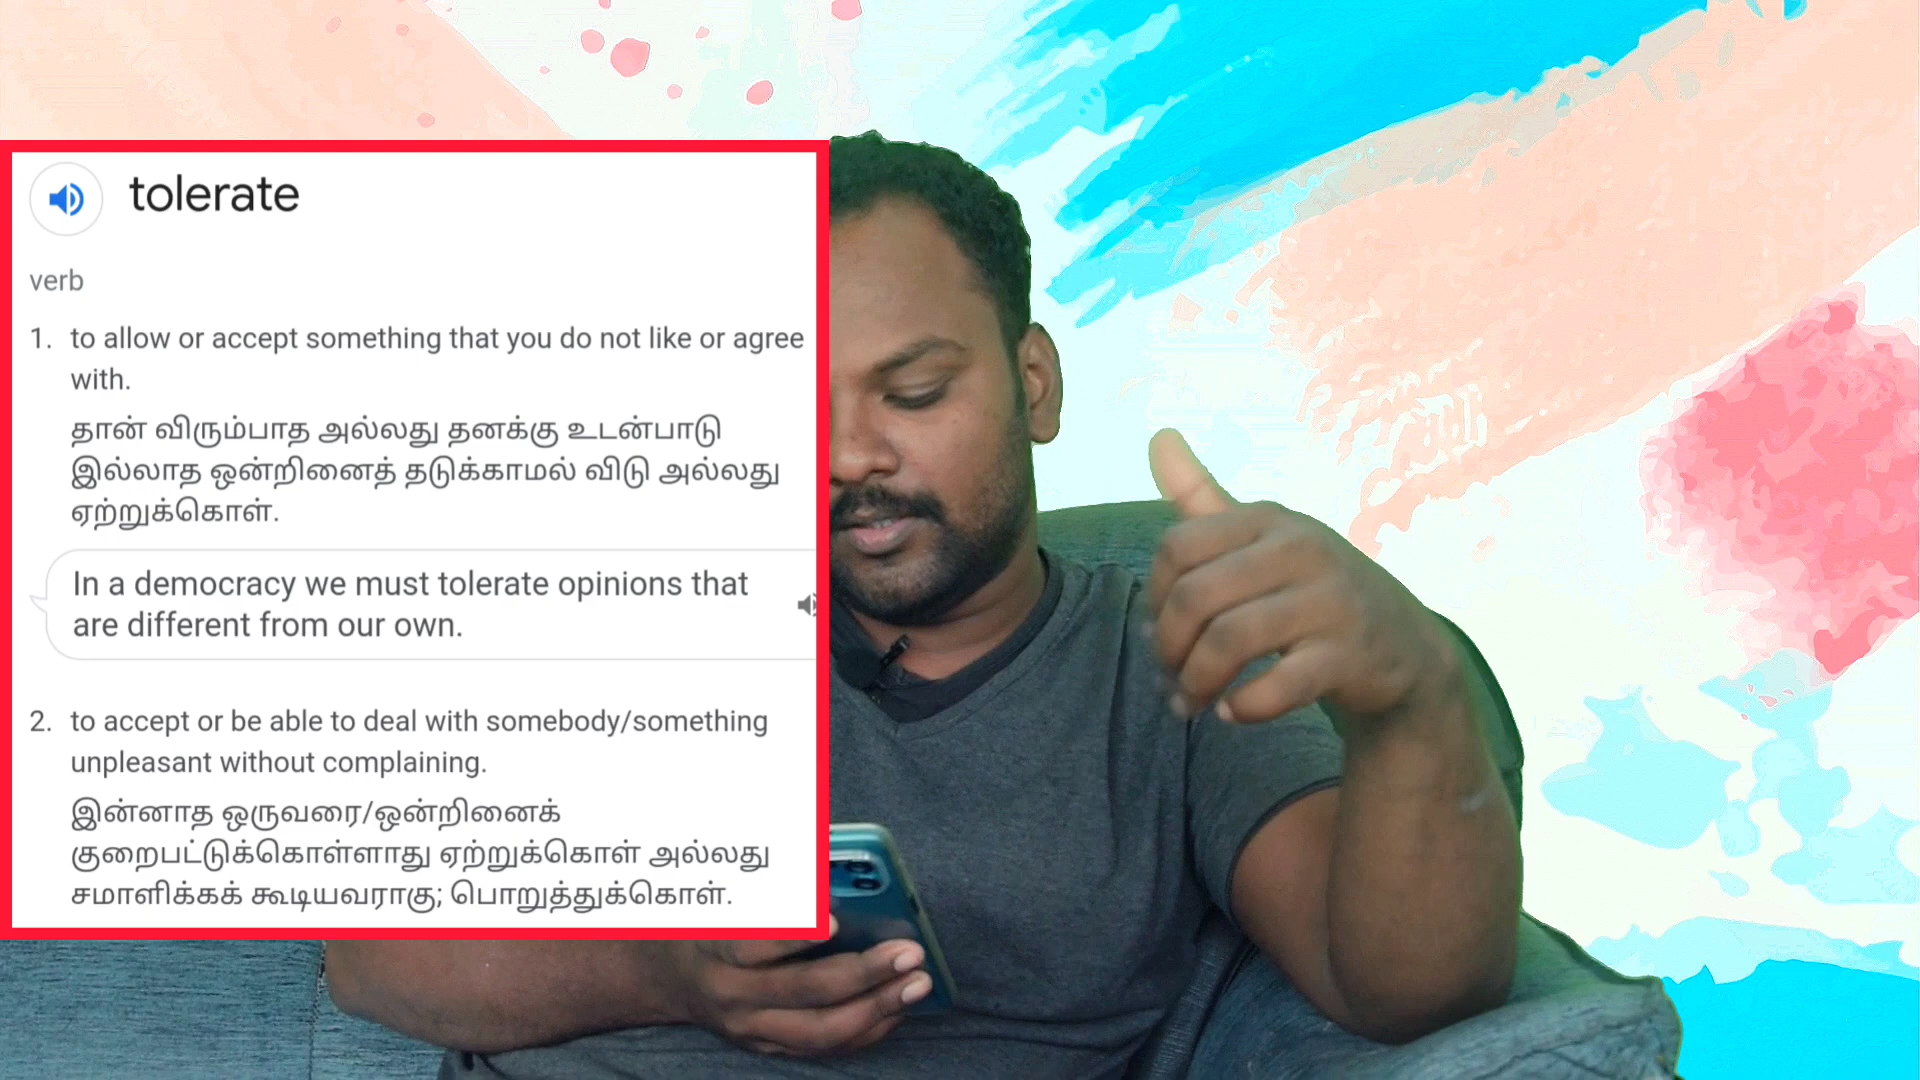 tolerate
verb
1. to allow or accept something that you do not like or agree
with.
தான் விரும்பாத அல்லது தனக்கு உடன்பாடு
இல்லாத ஒன்றினைத் தடுக்காமல் விடு அல்லது
ஏற்றுக்கொள்.
In a democracy we must tolerate opinions that
are different from our own.
2. to accept or be able to deal with somebody/something
unpleasant without complaining.
இன்னாத ஒருவரை/ஒன்றினைக்
குறைபட்டுக்கொள்ளாது ஏற்றுக்கொள் அல்லது
சமாளிக்கக் கூடியவராகு; பொறுத்துக்கொள்.